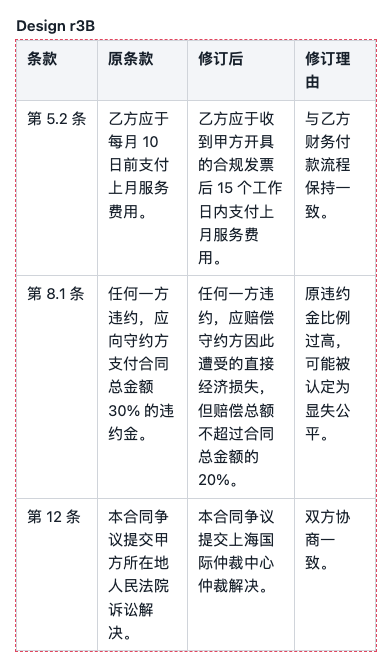 Design r3B
条款
原条款
修订后
修订理
由
第 5.2 条
乙方应于
每月 10
日前支付
上月服务
费用。
乙方应于收
到甲方开具
的合规发票
后 15 个工作
日内支付上
月服务费
用。
与乙方
财务付
款流程
保持一
致。
第 8.1 条
任何一方
违约，应
向守约方
支付合同
总金额
30% 的违
约金。
任何一方违
约，应赔偿
守约方因此
遭受的直接
经济损失，
但赔偿总额
不超过合同
总金额的
20%。
原违约
金比例
过高，
可能被
认定为
显失公
平。
第 12 条
本合同争
议提交甲
方所在地
人民法院
诉讼解
决。
本合同争议
提交上海国
际仲裁中心
仲裁解决。
双方协
商一
致。